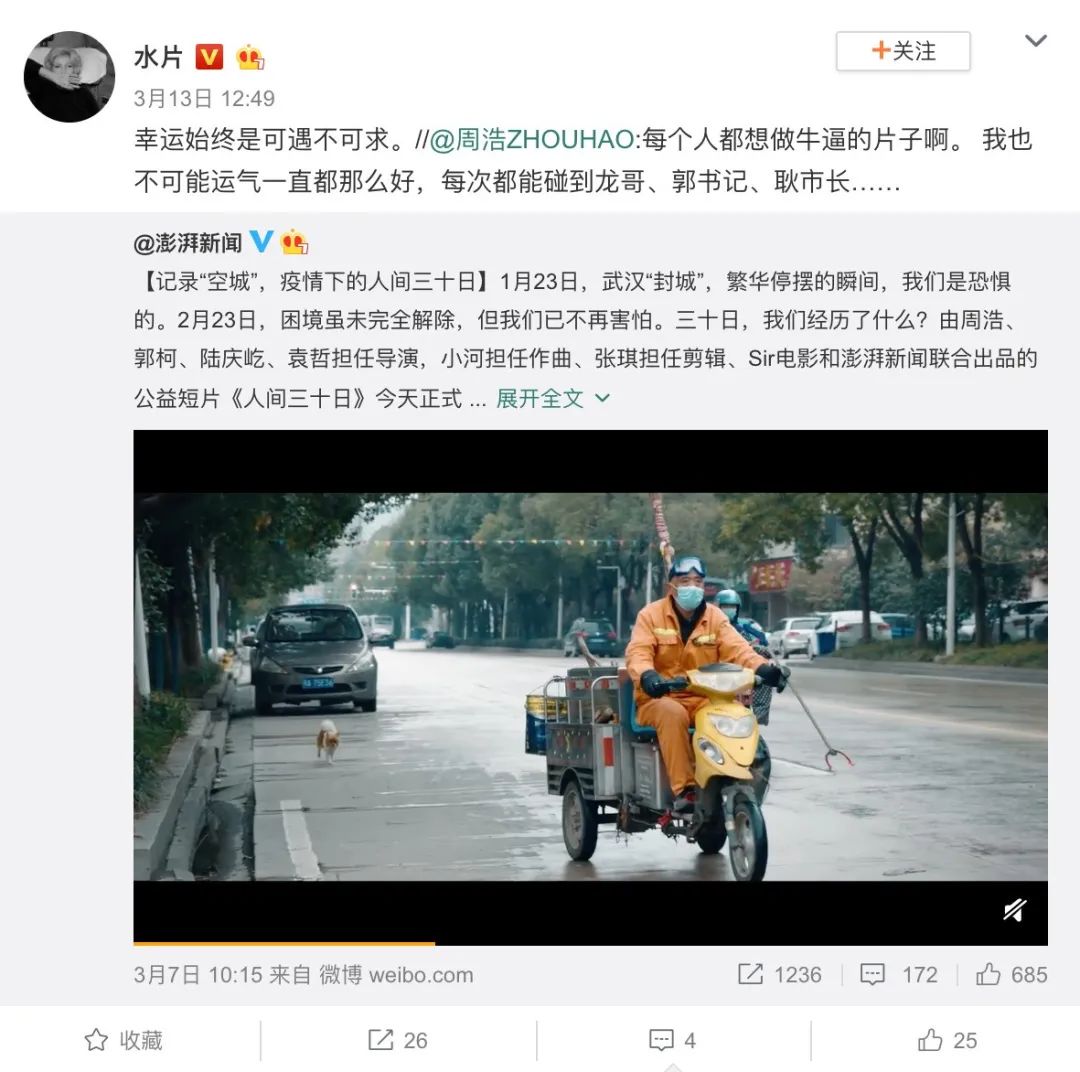 水片
+关注
3月13日 12:49
幸运始终是可遇不可求。//@周浩ZHOUHAO:每个人都想做牛逼的片子啊。 我也
不可能运气一直都那么好，每次都能碰到龙哥、郭书记、耿市长……
@澎湃新闻
【记录“空城”，疫情下的人间三十日】1月23日，武汉“封城”，繁华停摆的瞬间，我们是恐惧
的。2月23日，困境虽未完全解除，但我们已不再害怕。三十日，我们经历了什么？由周浩、
郭柯、陆庆屹、袁哲担任导演，小河担任作曲、张琪担任剪辑、Sir电影和澎湃新闻联合出品的
公益短片《人间三十日》今天正式 ... 展开全文
3月7日 10:15 来自 微博 weibo.com
1236
172
685
收藏
26
4
25